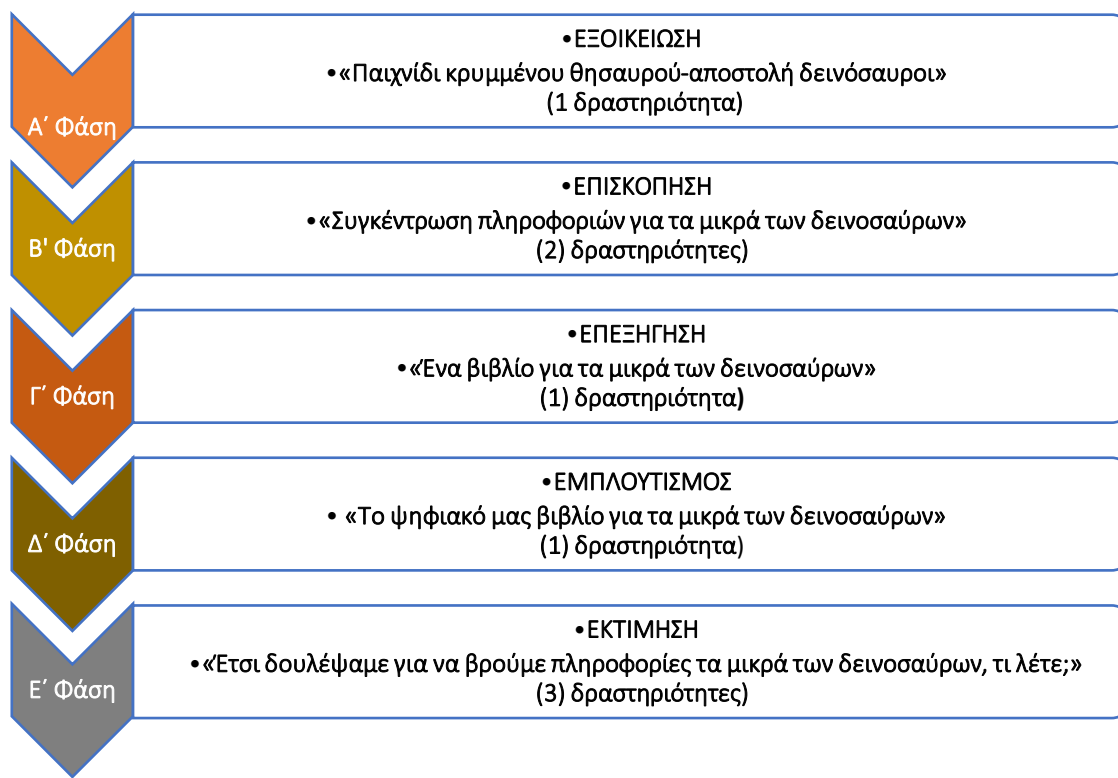 Α΄ Φάση
•ΕΞΟΙΚΕΙΩΣΗ
•«Παιχνίδι κρυμμένου θησαυρού-αποστολή δεινόσαυροι»
(1 δραστηριότητα)
Β' Φάση
•ΕΠΙΣΚΟΠΗΣΗ
•«Συγκέντρωση πληροφοριών για τα μικρά των δεινοσαύρων»
(2) δραστηριότητες)
Γ΄ Φάση
•ΕΠΕΞΗΓΗΣΗ
•«Ένα βιβλίο για τα μικρά των δεινοσαύρων»
(1) δραστηριότητα)
Δ΄ Φάση
•ΕΜΠΛΟΥΤΙΣΜΟΣ
• «Το ψηφιακό μας βιβλίο για τα μικρά των δεινοσαύρων»
(1) δραστηριότητα)
Ε΄ Φάση
•ΕΚΤΙΜΗΣΗ
•«Έτσι δουλέψαμε για να βρούμε πληροφορίες τα μικρά των δεινοσαύρων, τι λέτε;»
(3) δραστηριότητες)